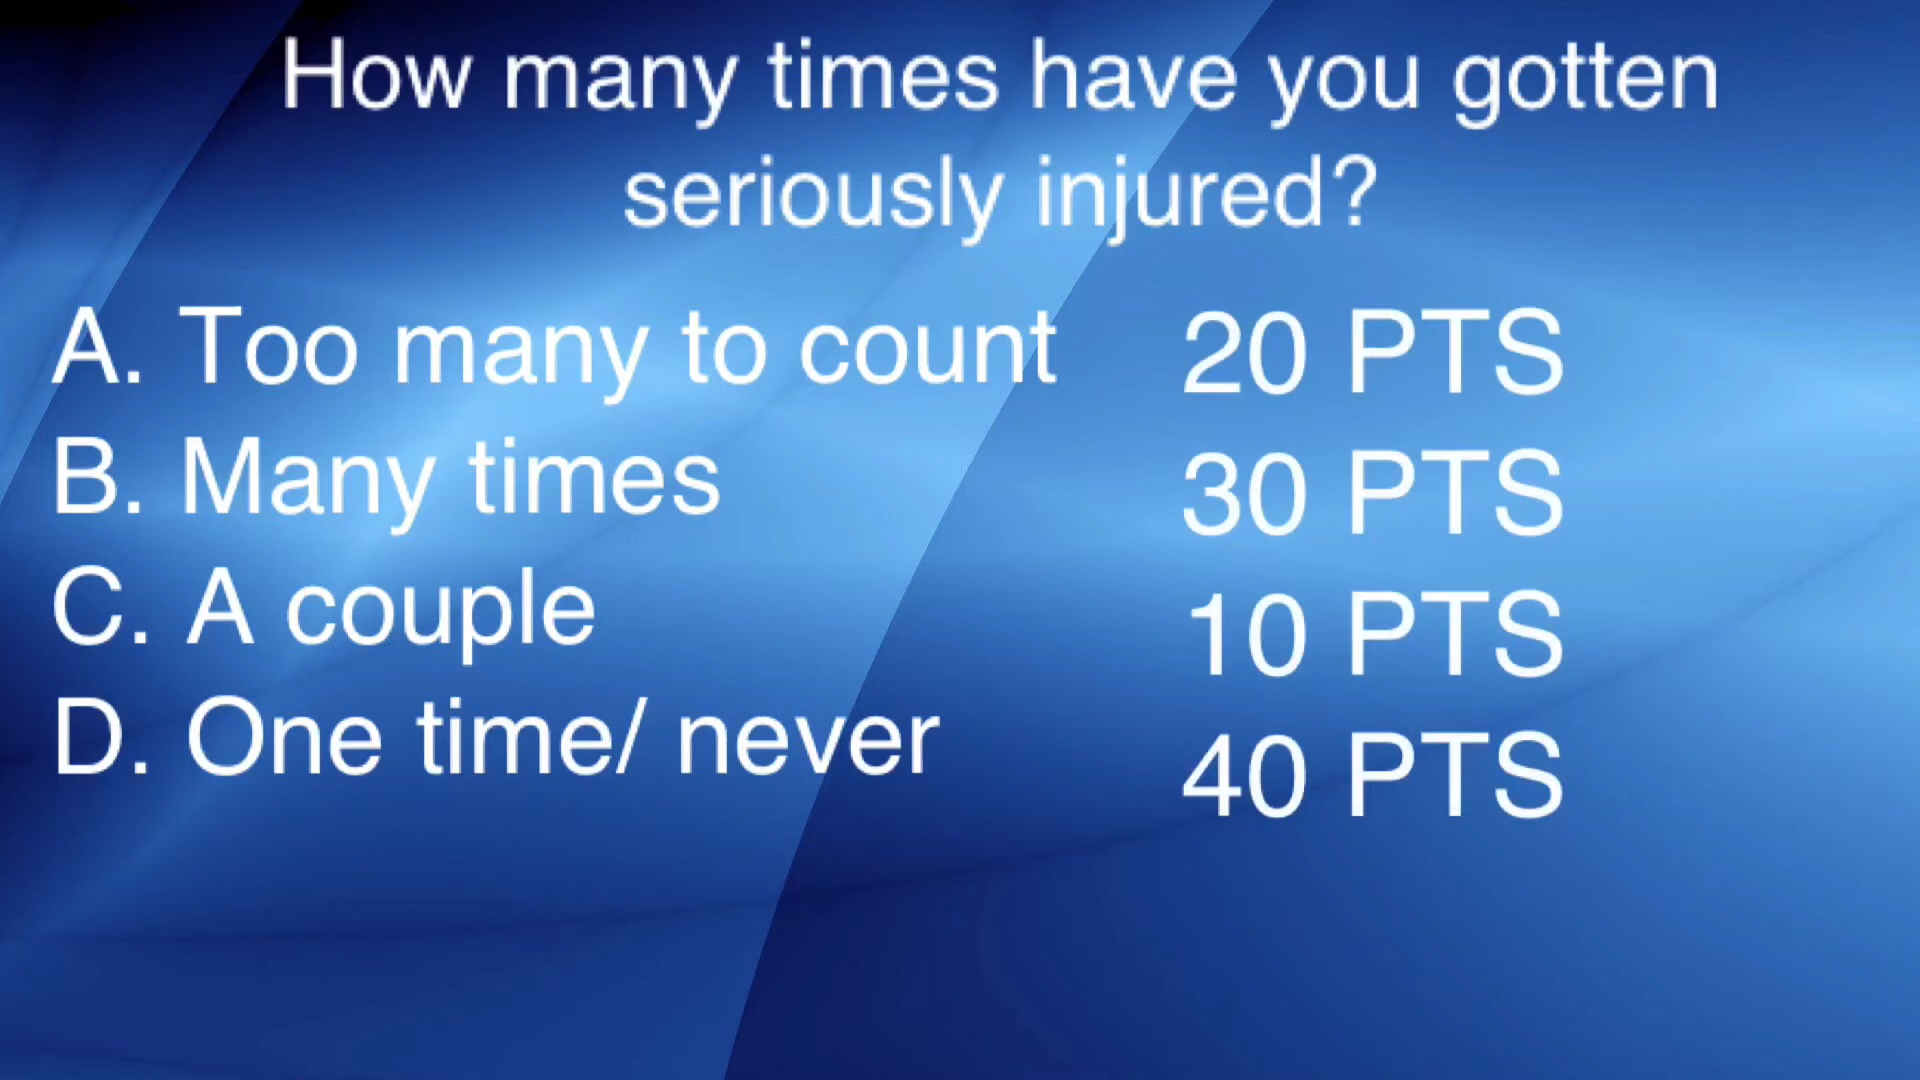 How many times have you gotten
seriously injured?
A. Too many to count 20 PTS
B. Many times 30 PTS
C. A couple 10 PTS
D. One time/ never 40 PTS